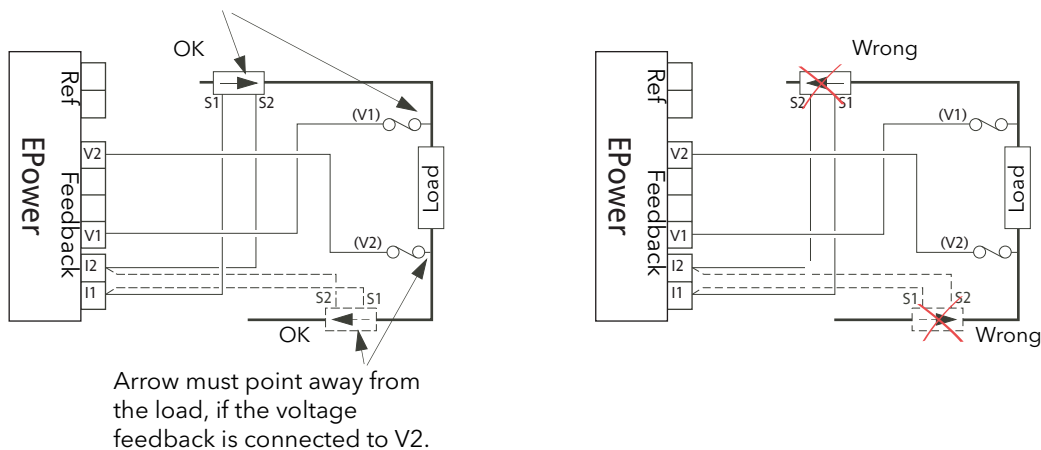 OK
S1 S2
(V1)
Ref
V2
EPower
Feedback
Load
V1
(V2)
I2
I1
S2 S1
OK
Arrow must point away from
the load, if the voltage
feedback is connected to V2.
Wrong
S2 S1
(V1)
Ref
V2
EPower
Feedback
Load
V1
(V2)
I2
I1
S1 S2
Wrong